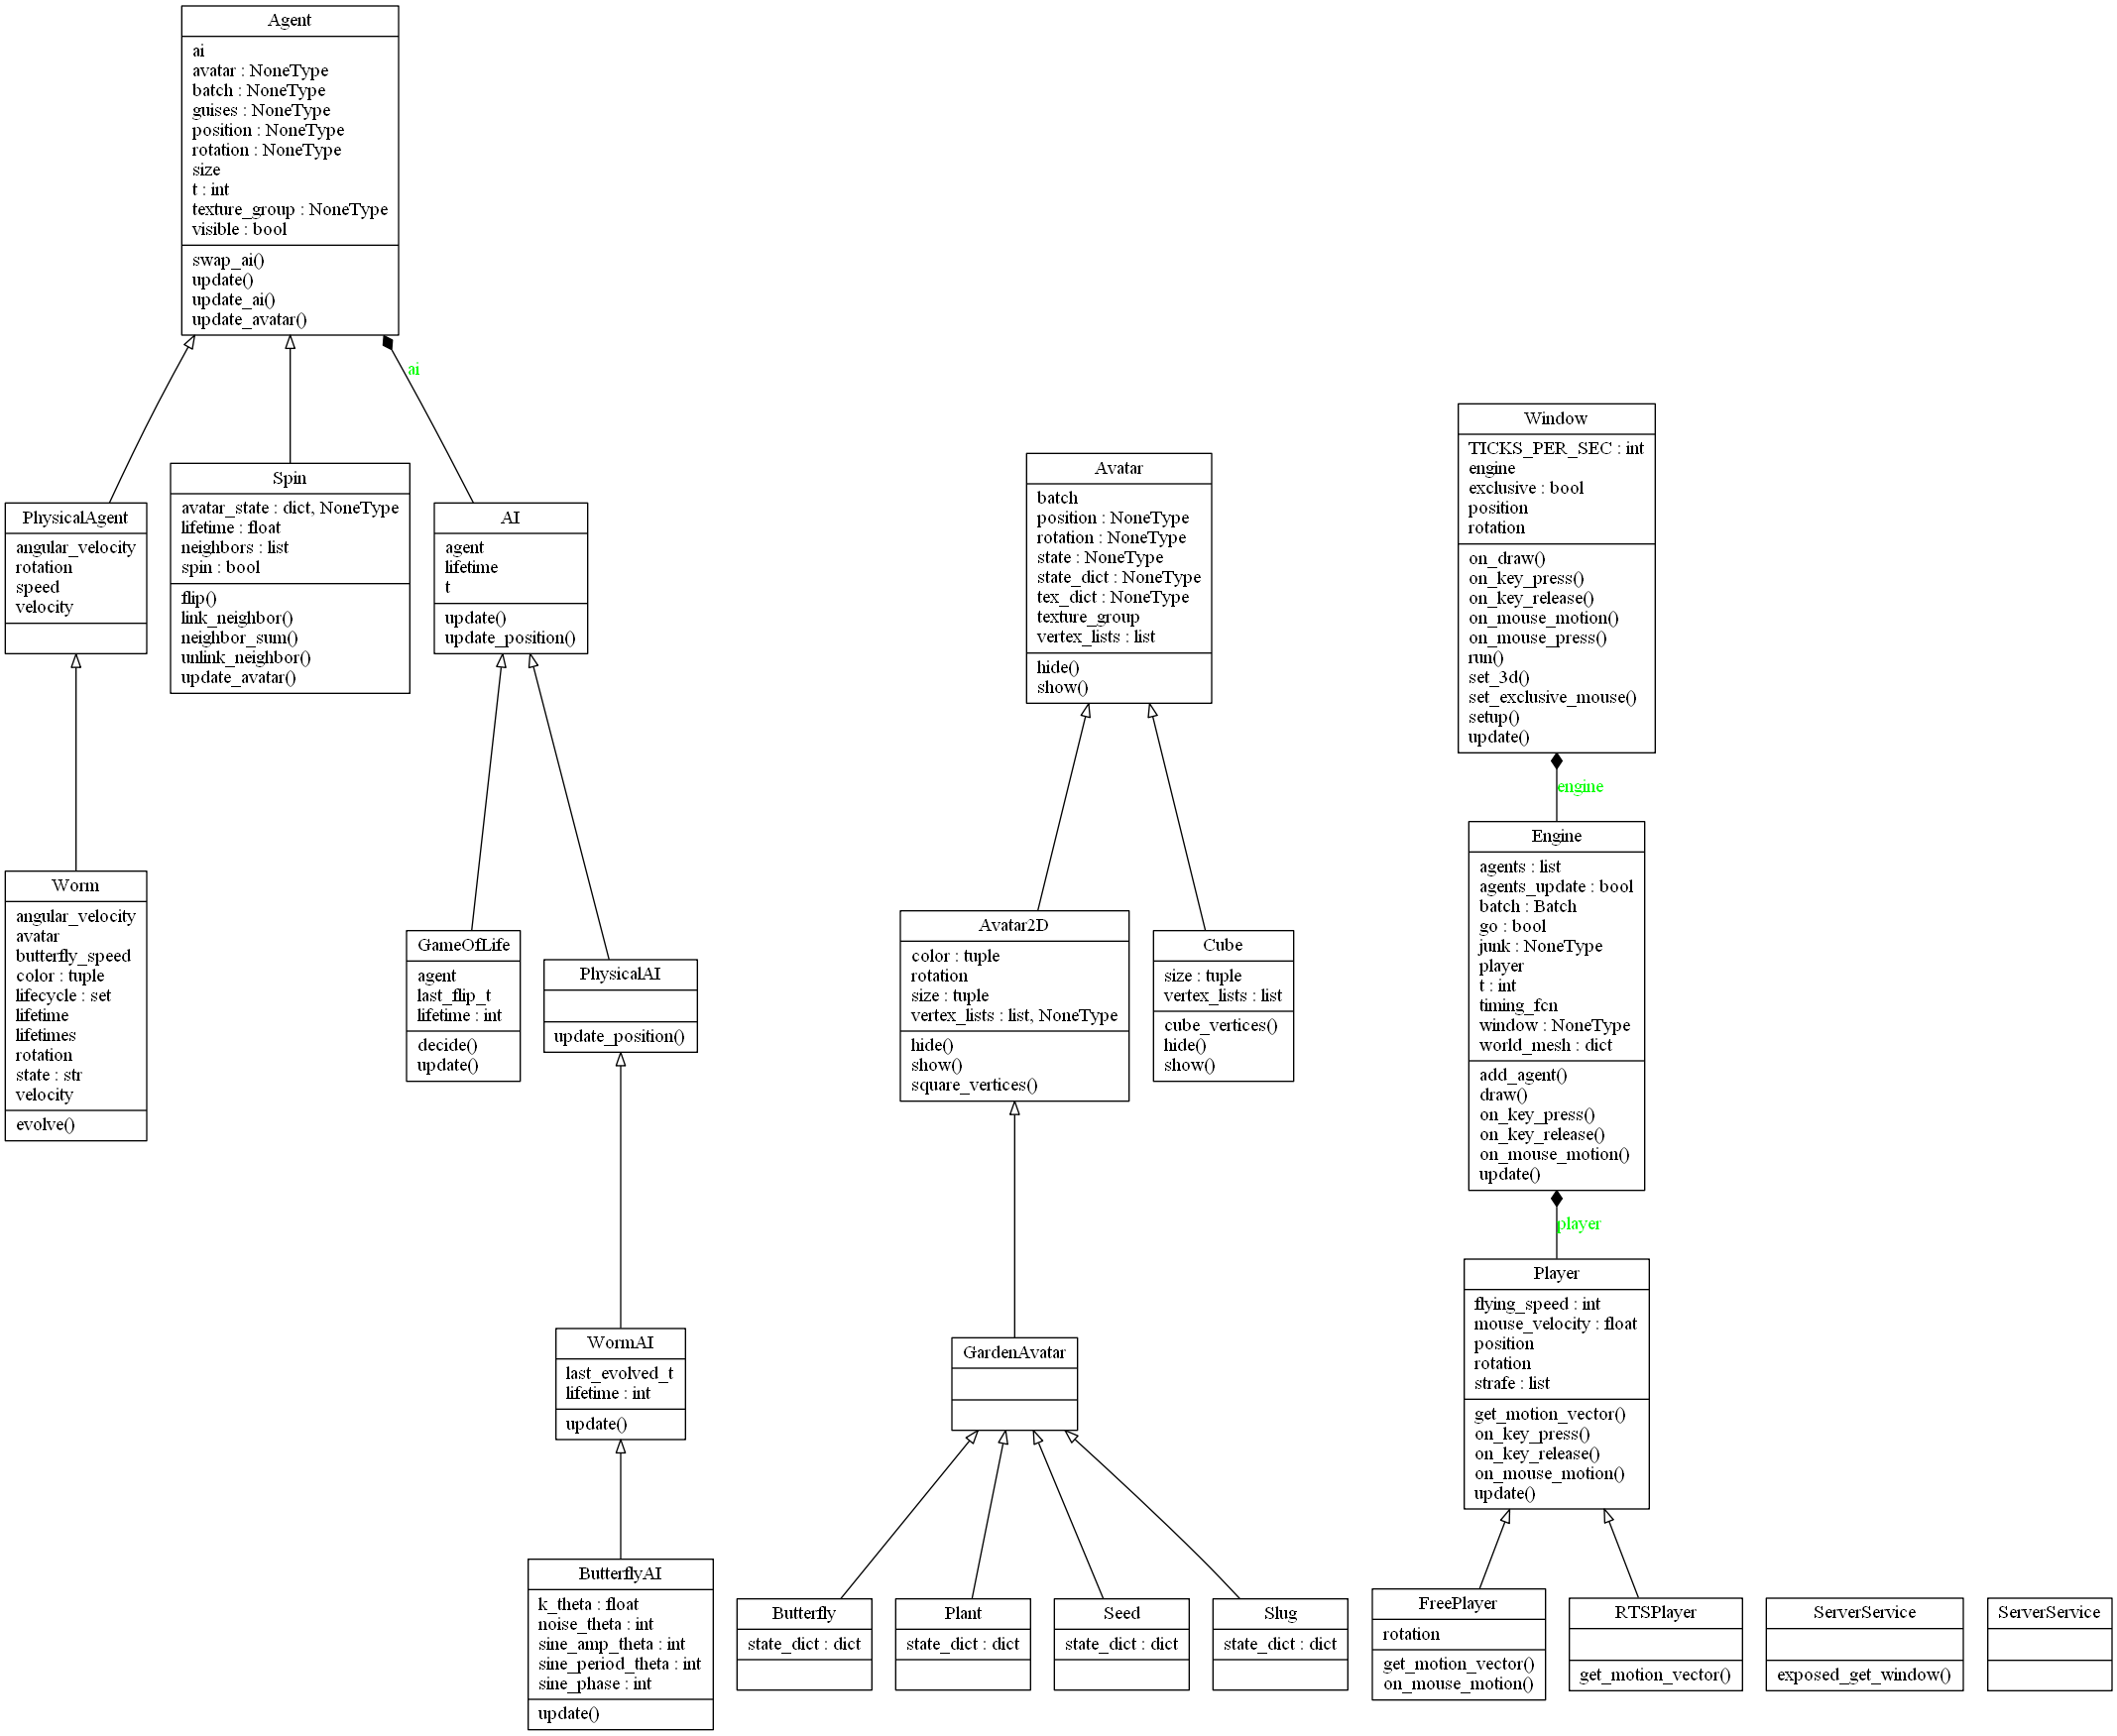 Agent
ai
avatar : NoneType
batch : NoneType
guises : NoneType
position : NoneType
rotation : NoneType
size
t : int
texture_group : NoneType
visible : bool
swap_ai()
update()
update_ai()
update_avatar()
ai
PhysicalAgent
angular_velocity
rotation
speed
velocity
Spin
avatar_state : dict, NoneType
lifetime : float
neighbors : list
spin : bool
flip()
link_neighbor()
neighbor_sum()
unlink_neighbor()
update_avatar()
AI
agent
lifetime
t
update()
update_position()
Avatar
batch
position : NoneType
rotation : NoneType
state : NoneType
state_dict : NoneType
tex_dict : NoneType
texture_group
vertex_lists : list
hide()
show()
Window
TICKS_PER_SEC : int
engine
exclusive : bool
position
rotation
on_draw()
on_key_press()
on_key_release()
on_mouse_motion()
on_mouse_press()
run()
set_3d()
set_exclusive_mouse()
setup()
update()
engine
Worm
angular_velocity
avatar
butterfly_speed
color : tuple
lifecycle : set
lifetime
lifetimes
rotation
state : str
velocity
evolve()
GameOfLife
agent
last_flip_t
lifetime : int
decide()
update()
PhysicalAI
update_position()
Avatar2D
color : tuple
rotation
size : tuple
vertex_lists : list, NoneType
hide()
show()
square_vertices()
Cube
size : tuple
vertex_lists : list
cube_vertices()
hide()
show()
Engine
agents : list
agents_update : bool
batch : Batch
go : bool
junk : NoneType
player
t : int
timing_fcn
window : NoneType
world_mesh : dict
add_agent()
draw()
on_key_press()
on_key_release()
on_mouse_motion()
update()
player
WormAI
last_evolved_t
lifetime : int
update()
GardenAvatar
Player
flying_speed : int
mouse_velocity : float
position
rotation
strafe : list
get_motion_vector()
on_key_press()
on_key_release()
on_mouse_motion()
update()
ButterflyAI
k_theta : float
noise_theta : int
sine_amp_theta : int
sine_period_theta : int
sine_phase : int
update()
Butterfly
state_dict : dict
Plant
state_dict : dict
Seed
state_dict : dict
Slug
state_dict : dict
FreePlayer
rotation
get_motion_vector()
on_mouse_motion()
RTSPlayer
get_motion_vector()
ServerService
exposed_get_window()
ServerService